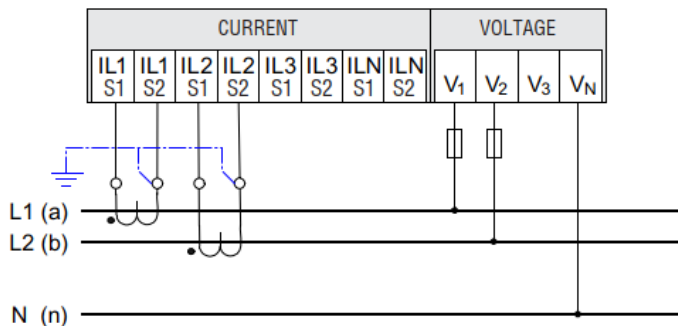 CURRENT VOLTAGE
IL1 IL1 IL2 IL2 IL3 IL3 ILN ILN
S1 S2 S1 S2 S1 S2 S1 S2
V₁ V₂ V₃ V_N
L1 (a)
L2 (b)
N (n)